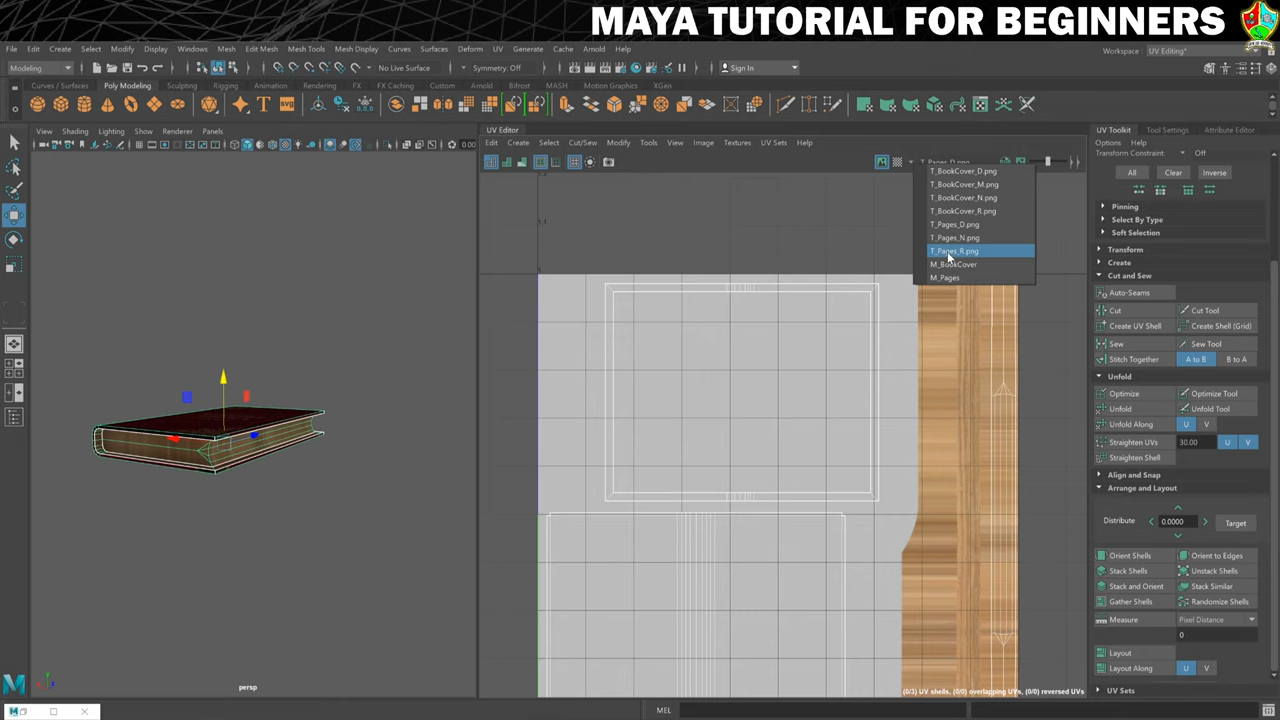 MAYA TUTORIAL FOR BEGINNERS
File Edit Create Select Modify Display Windows Mesh Edit Mesh Mesh Tools Mesh Display Curves Surfaces Deform UV Generate Cache Arnold Help
Workspace: UV Editing*
Modeling
No Live Surface
Symmetry: Off
Sign In
Curves / Surfaces Poly Modeling Sculpting Rigging Animation Rendering FX FX Caching Custom Arnold Bifrost MASH Motion Graphics XGen
View Shading Lighting Show Renderer Panels
0.00
UV Editor
Edit Create Select Cut/Sew Modify Tools View Image Textures UV Sets Help
T_Pages_D.png
T_BookCover_D.png
T_BookCover_M.png
T_BookCover_N.png
T_BookCover_R.png
T_Pages_D.png
T_Pages_N.png
T_Pages_R.png
M_BookCover
M_Pages
(0/3) UV shells, (0/0) overlapping UVs, (0/0) reversed UVs
persp
UV Toolkit Tool Settings Attribute Editor
Options Help
Transform Constraint: Off
All Clear Inverse
Pinning
Select By Type
Soft Selection
Transform
Create
Cut and Sew
Auto-Seams
Cut Cut Tool
Create UV Shell Create Shell (Grid)
Sew Sew Tool
Stitch Together A to B B to A
Unfold
Optimize Optimize Tool
Unfold Unfold Tool
Unfold Along U V
Straighten UVs 30.00 U V
Straighten Shell
Align and Snap
Arrange and Layout
Distribute 0.0000 Target
Orient Shells Orient to Edges
Stack Shells Unstack Shells
Stack and Orient Stack Similar
Gather Shells Randomize Shells
Measure Pixel Distance
0
Layout
Layout Along U V
UV Sets
MEL